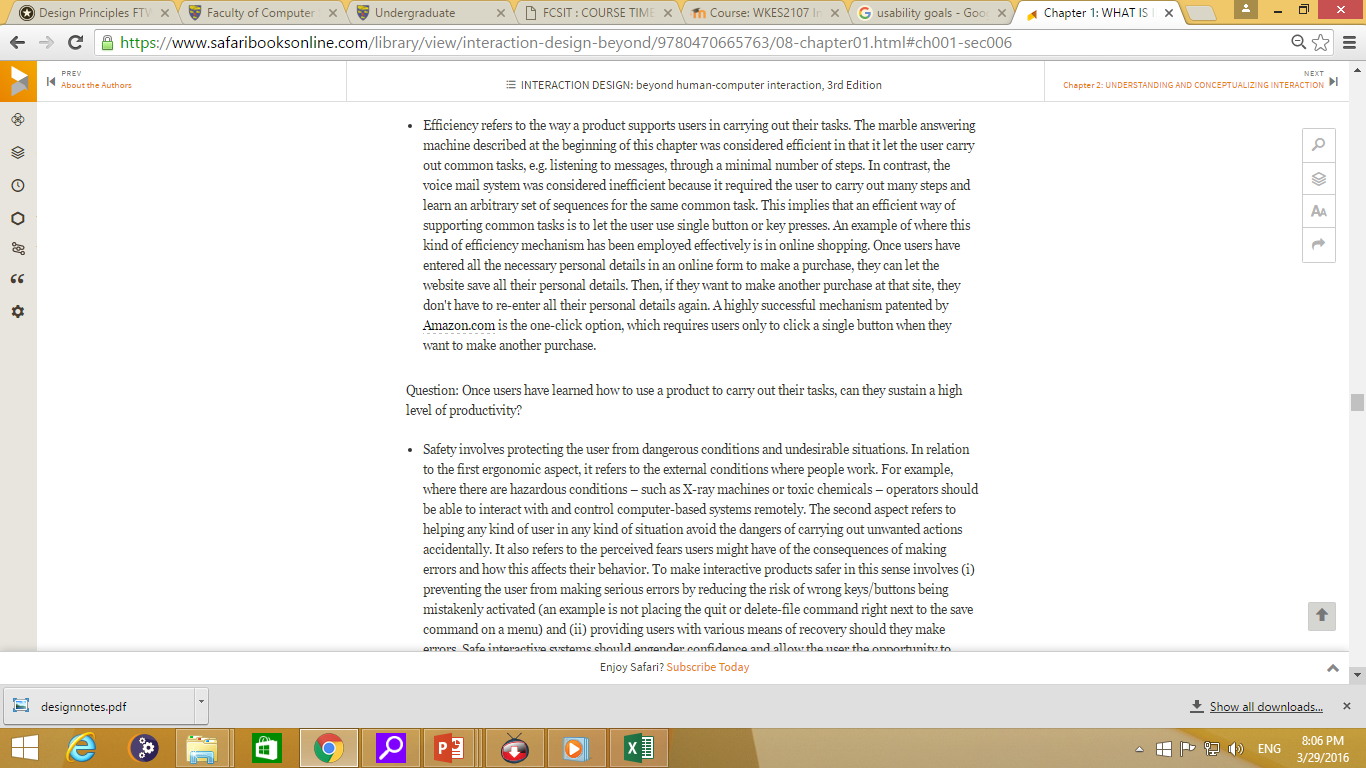 Design Principles FTW
Faculty of Computer
Undergraduate
FCSIT : COURSE TIME
Course: WKES2107 In
usability goals - Goo
Chapter 1: WHAT IS
https://www.safaribooksonline.com/library/view/interaction-design-beyond/9780470665763/08-chapter01.html#ch001-sec006
PREV
About the Authors
INTERACTION DESIGN: beyond human-computer interaction, 3rd Edition
NEXT
Chapter 2: UNDERSTANDING AND CONCEPTUALIZING INTERACTION
• Efficiency refers to the way a product supports users in carrying out their tasks. The marble answering
machine described at the beginning of this chapter was considered efficient in that it let the user carry
out common tasks, e.g. listening to messages, through a minimal number of steps. In contrast, the
voice mail system was considered inefficient because it required the user to carry out many steps and
learn an arbitrary set of sequences for the same common task. This implies that an efficient way of
supporting common tasks is to let the user use single button or key presses. An example of where this
kind of efficiency mechanism has been employed effectively is in online shopping. Once users have
entered all the necessary personal details in an online form to make a purchase, they can let the
website save all their personal details. Then, if they want to make another purchase at that site, they
don't have to re-enter all their personal details again. A highly successful mechanism patented by
Amazon.com is the one-click option, which requires users only to click a single button when they
want to make another purchase.
Question: Once users have learned how to use a product to carry out their tasks, can they sustain a high
level of productivity?
• Safety involves protecting the user from dangerous conditions and undesirable situations. In relation
to the first ergonomic aspect, it refers to the external conditions where people work. For example,
where there are hazardous conditions – such as X-ray machines or toxic chemicals – operators should
be able to interact with and control computer-based systems remotely. The second aspect refers to
helping any kind of user in any kind of situation avoid the dangers of carrying out unwanted actions
accidentally. It also refers to the perceived fears users might have of the consequences of making
errors and how this affects their behavior. To make interactive products safer in this sense involves (i)
preventing the user from making serious errors by reducing the risk of wrong keys/buttons being
mistakenly activated (an example is not placing the quit or delete-file command right next to the save
command on a menu) and (ii) providing users with various means of recovery should they make
errors. Safe interactive systems should engender confidence and allow the user the opportunity to
Enjoy Safari? Subscribe Today
designnotes.pdf
Show all downloads...
ENG
8:06 PM
3/29/2016